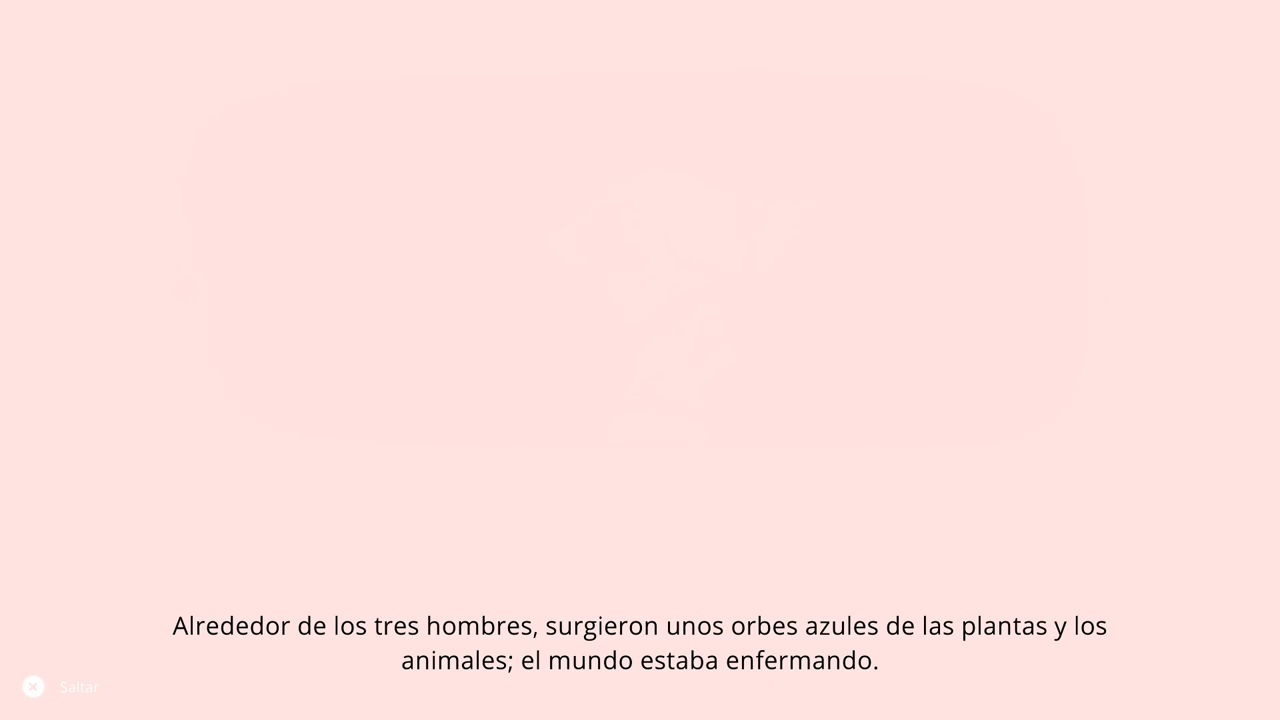 Alrededor de los tres hombres, surgieron unos orbes azules de las plantas y los
animales; el mundo estaba enfermando.
Saltar